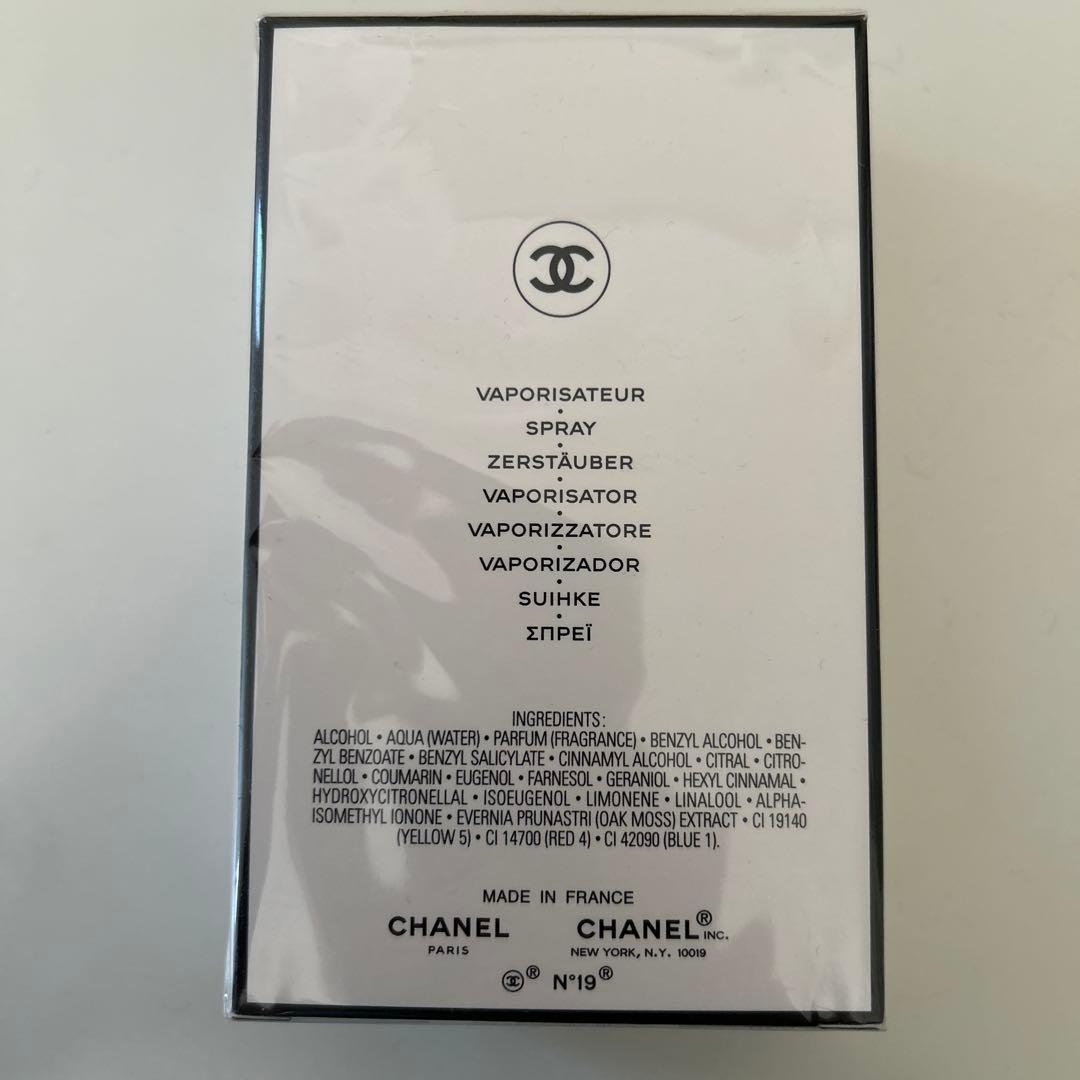 VAPORISATEUR
•
SPRAY
•
ZERSTÄUBER
•
VAPORISATOR
•
VAPORIZZATORE
•
VAPORIZADOR
•
SUIHKE
•
ΣΠΡΕΪ
INGREDIENTS:
ALCOHOL • AQUA (WATER) • PARFUM (FRAGRANCE) • BENZYL ALCOHOL • BEN-
ZYL BENZOATE • BENZYL SALICYLATE • CINNAMYL ALCOHOL • CITRAL • CITRO-
NELLOL • COUMARIN • EUGENOL • FARNESOL • GERANIOL • HEXYL CINNAMAL •
HYDROXYCITRONELLAL • ISOEUGENOL • LIMONENE • LINALOOL • ALPHA-
ISOMETHYL IONONE • EVERNIA PRUNASTRI (OAK MOSS) EXTRACT • CI 19140
(YELLOW 5) • CI 14700 (RED 4) • CI 42090 (BLUE 1).
MADE IN FRANCE
CHANEL CHANEL® INC.
PARIS NEW YORK, N.Y. 10019
® N°19®